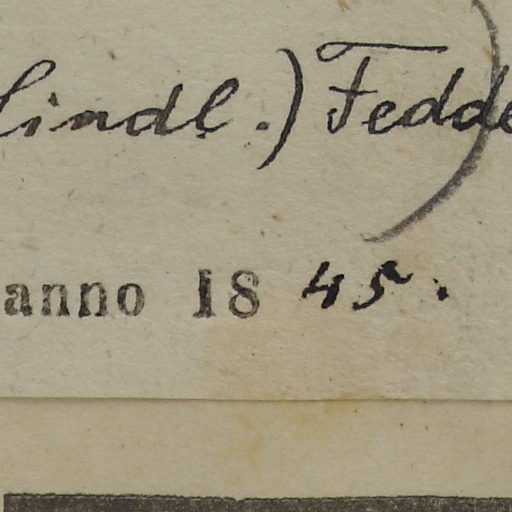 Lindl.) Fedde
anno 1845.